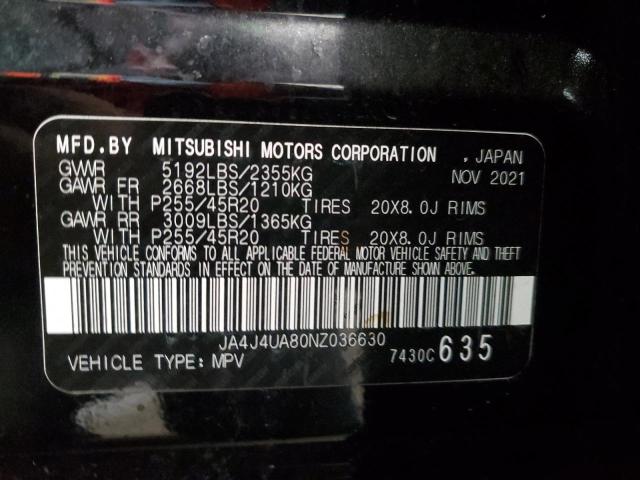 MFD.BY MITSUBISHI MOTORS CORPORATION , JAPAN
GVWR 5192LBS/2355KG NOV 2021
GAWR FR 2668LBS/1210KG
WITH P255/45R20 TIRES 20X8.0J RIMS
GAWR RR 3009LBS/1365KG
WITH P255/45R20 TIRES 20X8.0J RIMS
THIS VEHICLE CONFORMS TO ALL APPLICABLE FEDERAL MOTOR VEHICLE SAFETY AND THEFT
PREVENTION STANDARDS IN EFFECT ON THE DATE OF MANUFACTURE SHOWN ABOVE.
JA4J4UA80NZ036630
VEHICLE TYPE: MPV 7430C 635